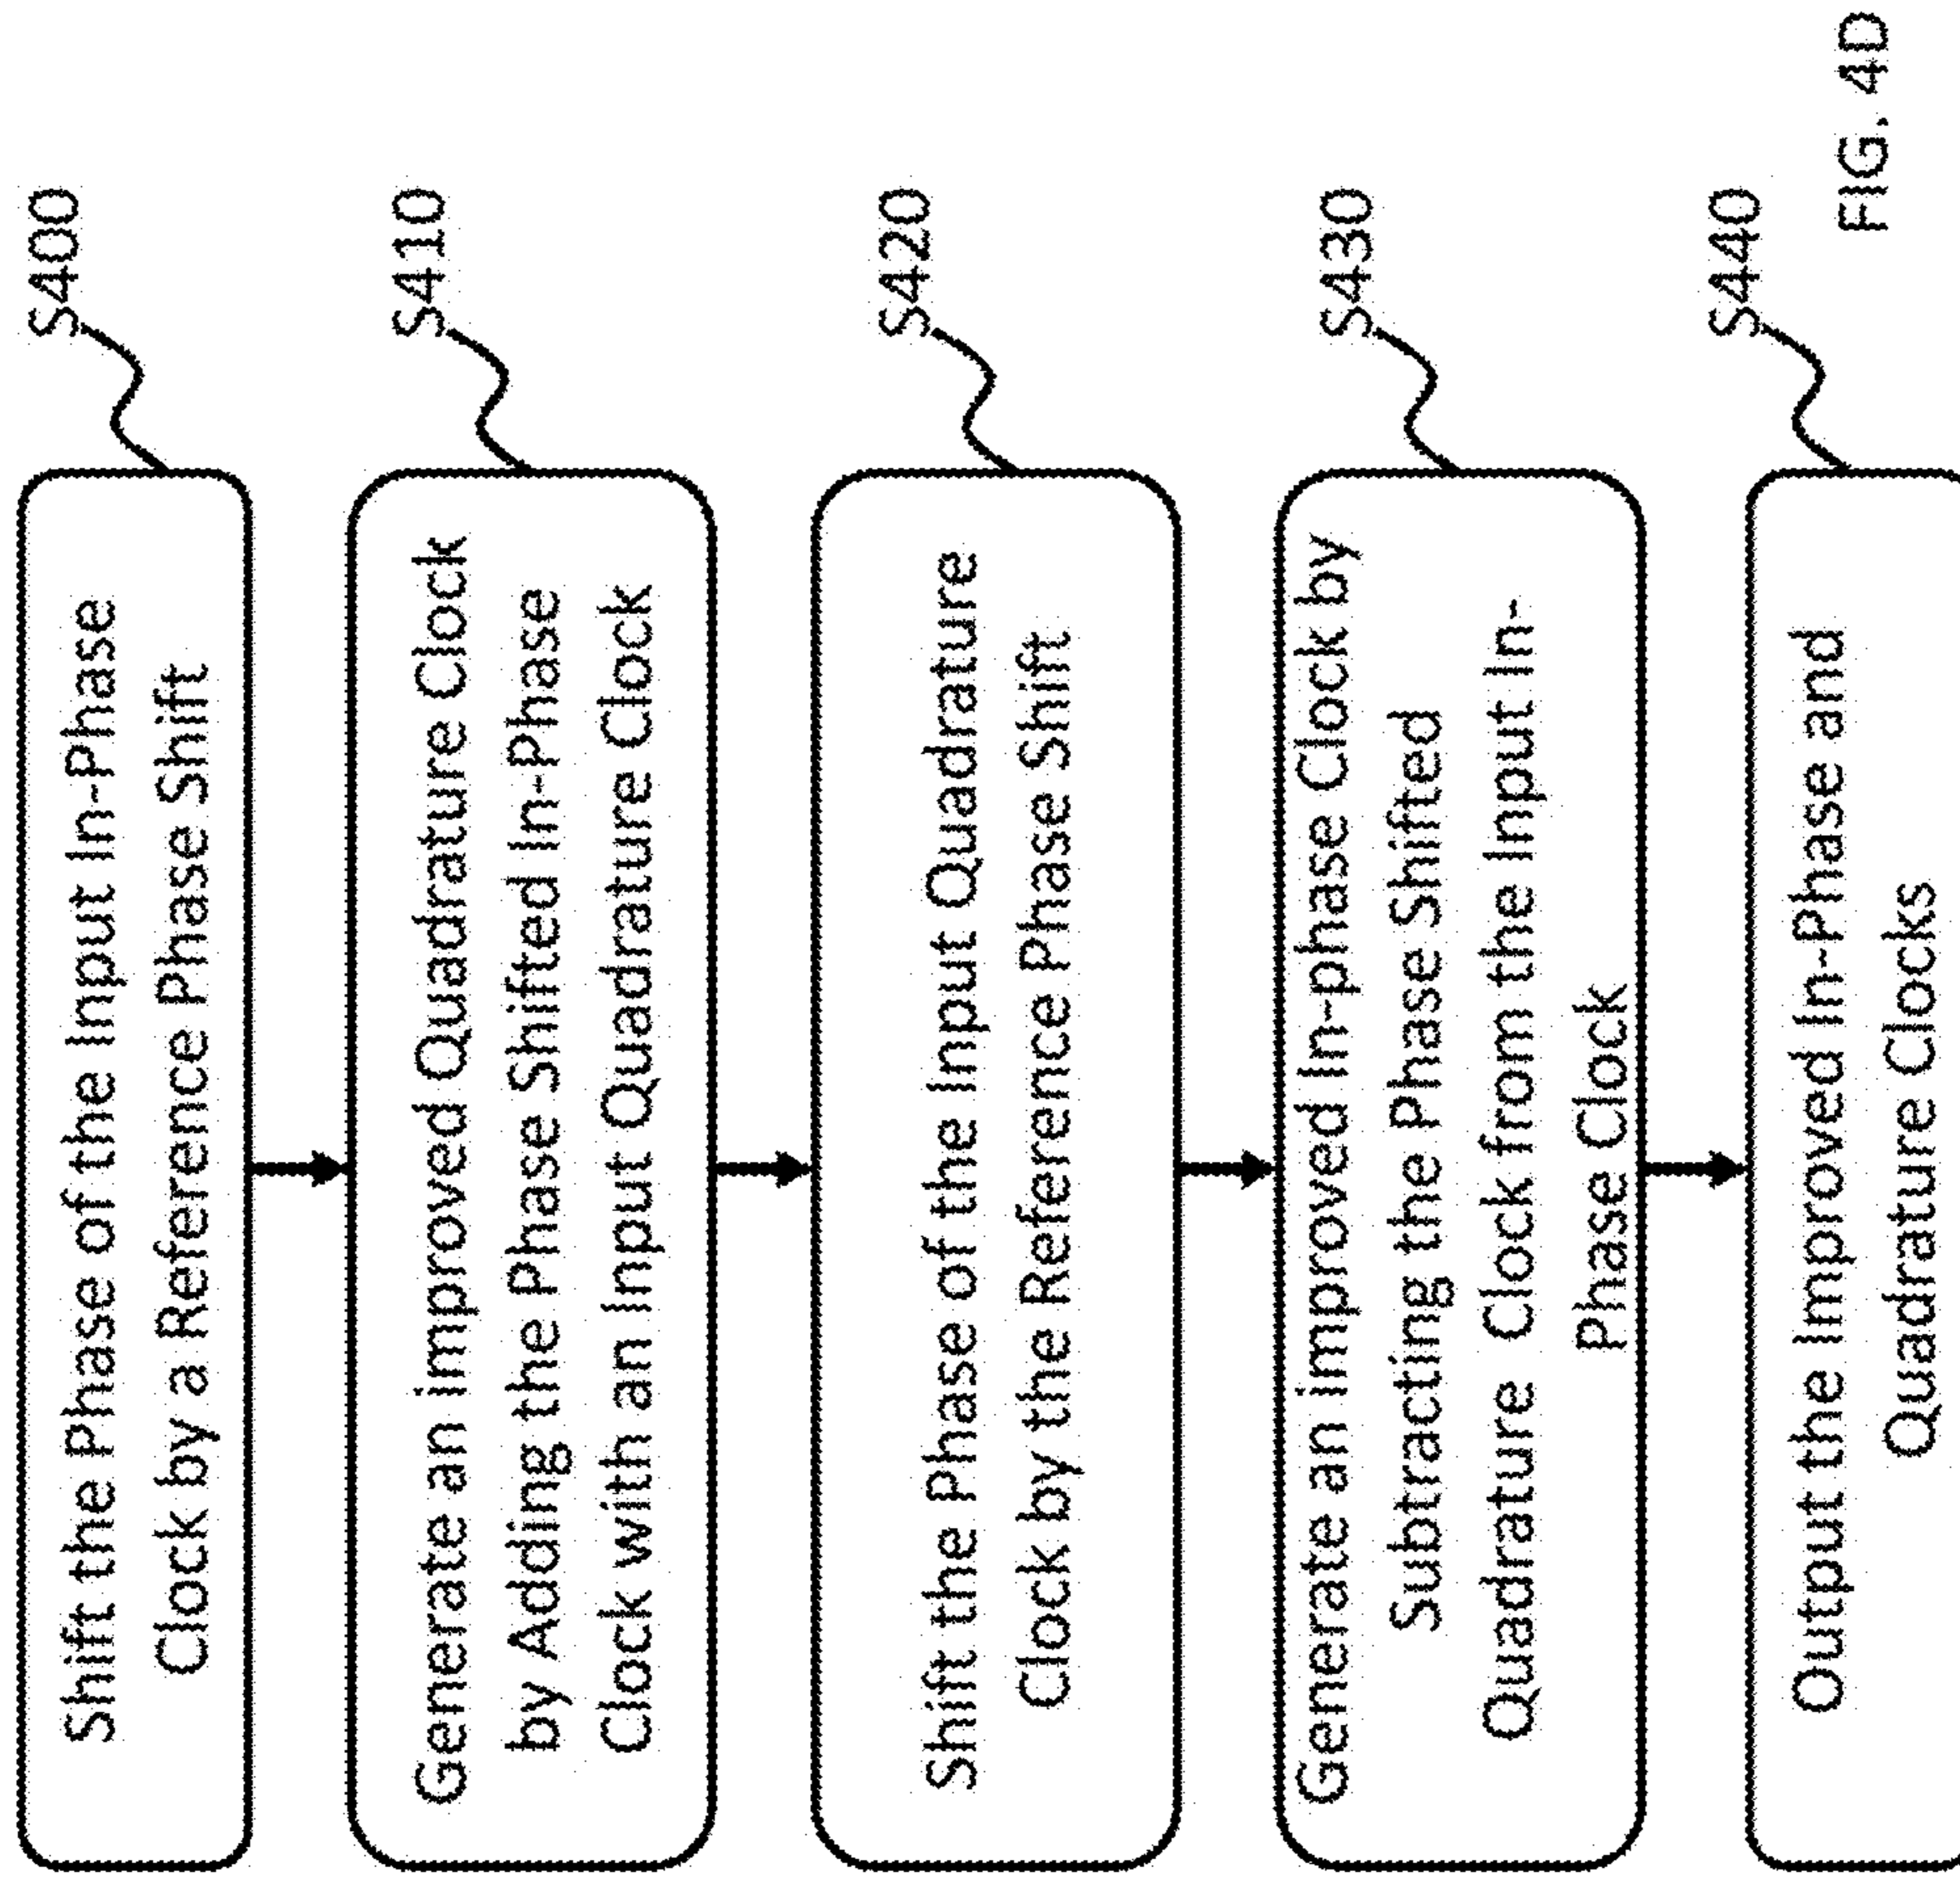 Shift the Phase of the Input In-Phase
Clock by a Reference Phase Shift
S400
Generate an improved Quadrature Clock
by Adding the Phase Shifted In-Phase
Clock with an Input Quadrature Clock
S410
Shift the Phase of the Input Quadrature
Clock by the Reference Phase Shift
S420
Generate an improved In-phase Clock by
Subtracting the Phase Shifted
Quadrature Clock from the Input In-
Phase Clock
S430
Output the Improved In-Phase and
Quadrature Clocks
S440
FIG. 4D